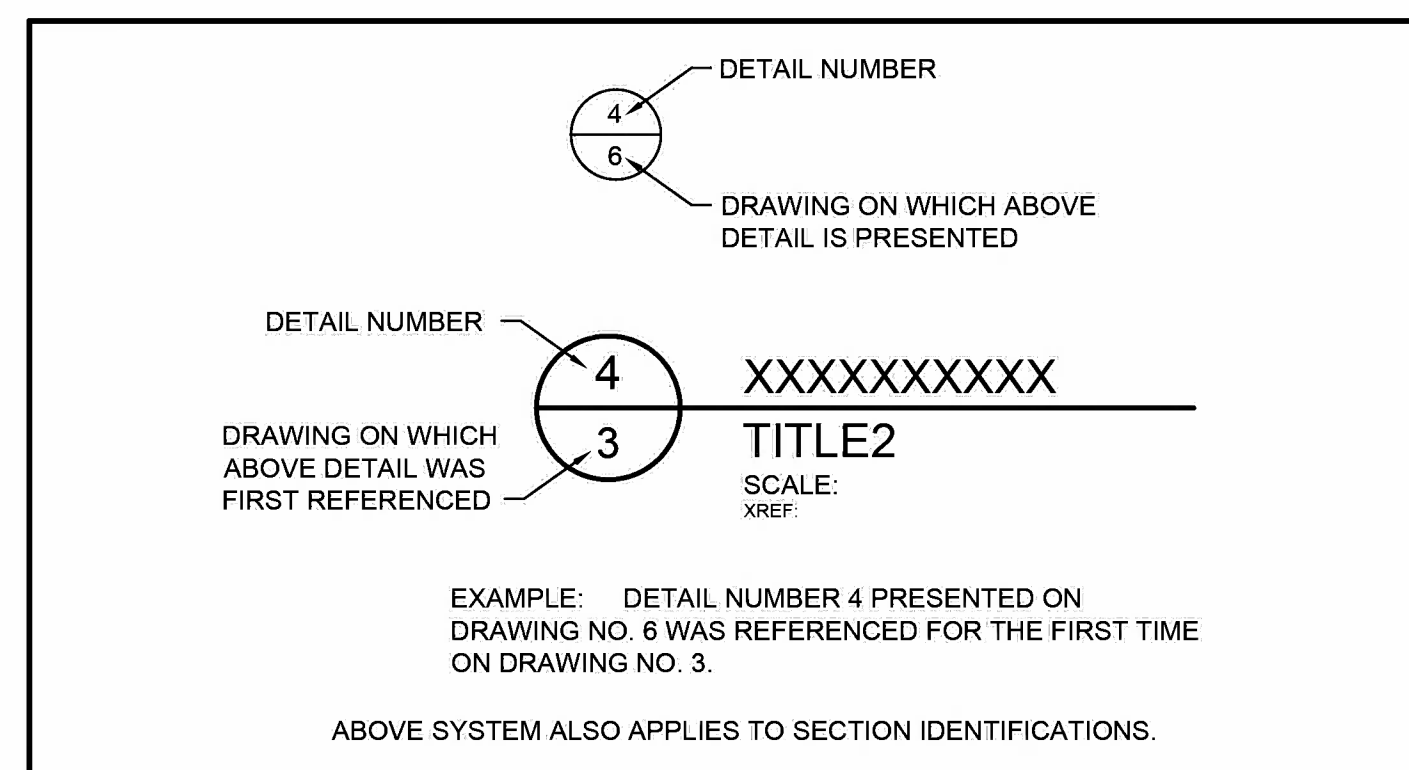 DETAIL NUMBER
4
6
DRAWING ON WHICH ABOVE
DETAIL IS PRESENTED
DETAIL NUMBER
4
XXXXXXXXXX
DRAWING ON WHICH
ABOVE DETAIL WAS
FIRST REFERENCED
3
TITLE2
SCALE:
XREF:
EXAMPLE: DETAIL NUMBER 4 PRESENTED ON
DRAWING NO. 6 WAS REFERENCED FOR THE FIRST TIME
ON DRAWING NO. 3.
ABOVE SYSTEM ALSO APPLIES TO SECTION IDENTIFICATIONS.